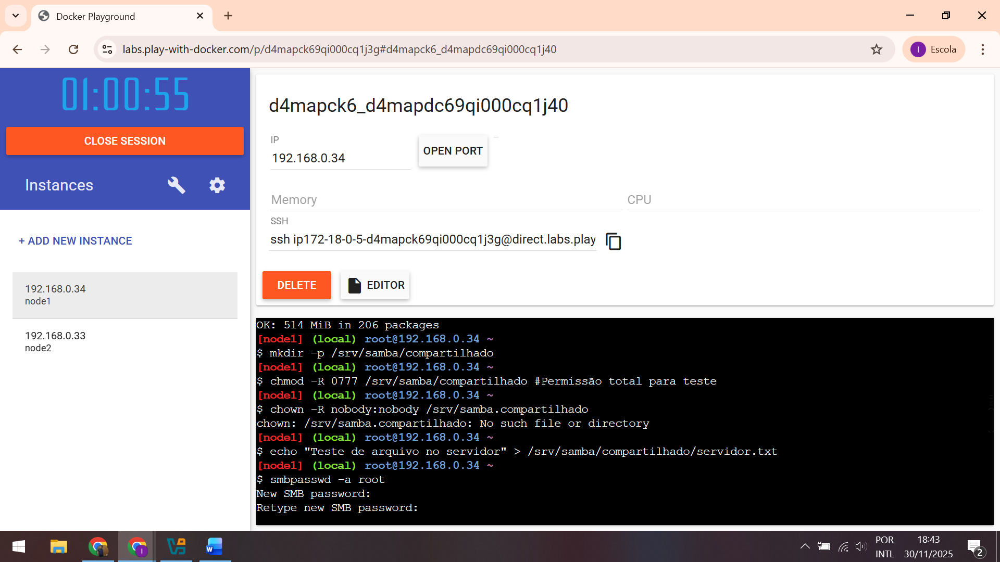 Docker Playground
labs.play-with-docker.com/p/d4mapck69qi000cq1j3g#d4mapck6_d4mapdc69qi000cq1j40
I
Escola
01:00:55
CLOSE SESSION
Instances
+ ADD NEW INSTANCE
192.168.0.34
node1
192.168.0.33
node2
d4mapck6_d4mapdc69qi000cq1j40
IP
192.168.0.34
OPEN PORT
Memory
CPU
SSH
ssh ip172-18-0-5-d4mapck69qi000cq1j3g@direct.labs.play
DELETE
EDITOR
OK: 514 MiB in 206 packages
[node1] (local) root@192.168.0.34 ~
$ mkdir -p /srv/samba/compartilhado
[node1] (local) root@192.168.0.34 ~
$ chmod -R 0777 /srv/samba/compartilhado #Permissão total para teste
[node1] (local) root@192.168.0.34 ~
$ chown -R nobody:nobody /srv/samba.compartilhado
chown: /srv/samba.compartilhado: No such file or directory
[node1] (local) root@192.168.0.34 ~
$ echo "Teste de arquivo no servidor" > /srv/samba/compartilhado/servidor.txt
[node1] (local) root@192.168.0.34 ~
$ smbpasswd -a root
New SMB password:
Retype new SMB password:
POR
INTL
18:43
30/11/2025
2